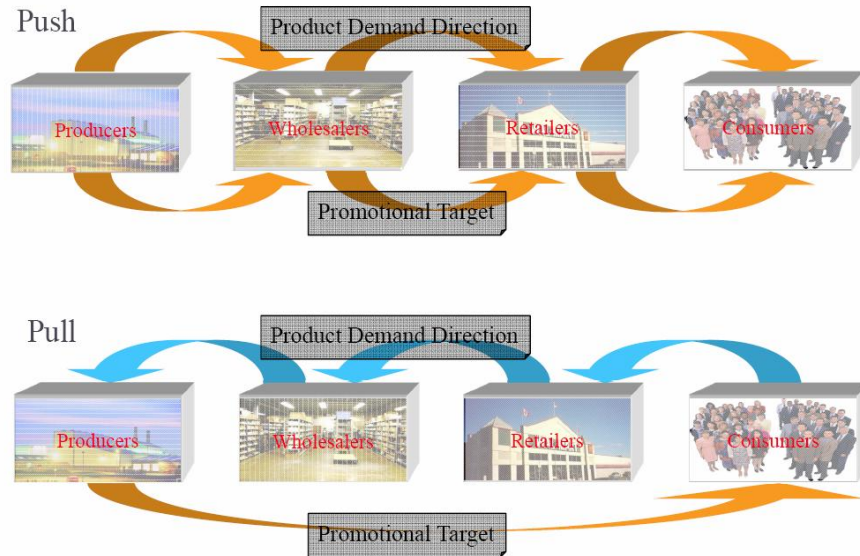 Push
Product Demand Direction
Producers
Wholesalers
Retailers
Consumers
Promotional Target
Pull
Product Demand Direction
Producers
Wholesalers
Retailers
Consumers
Promotional Target